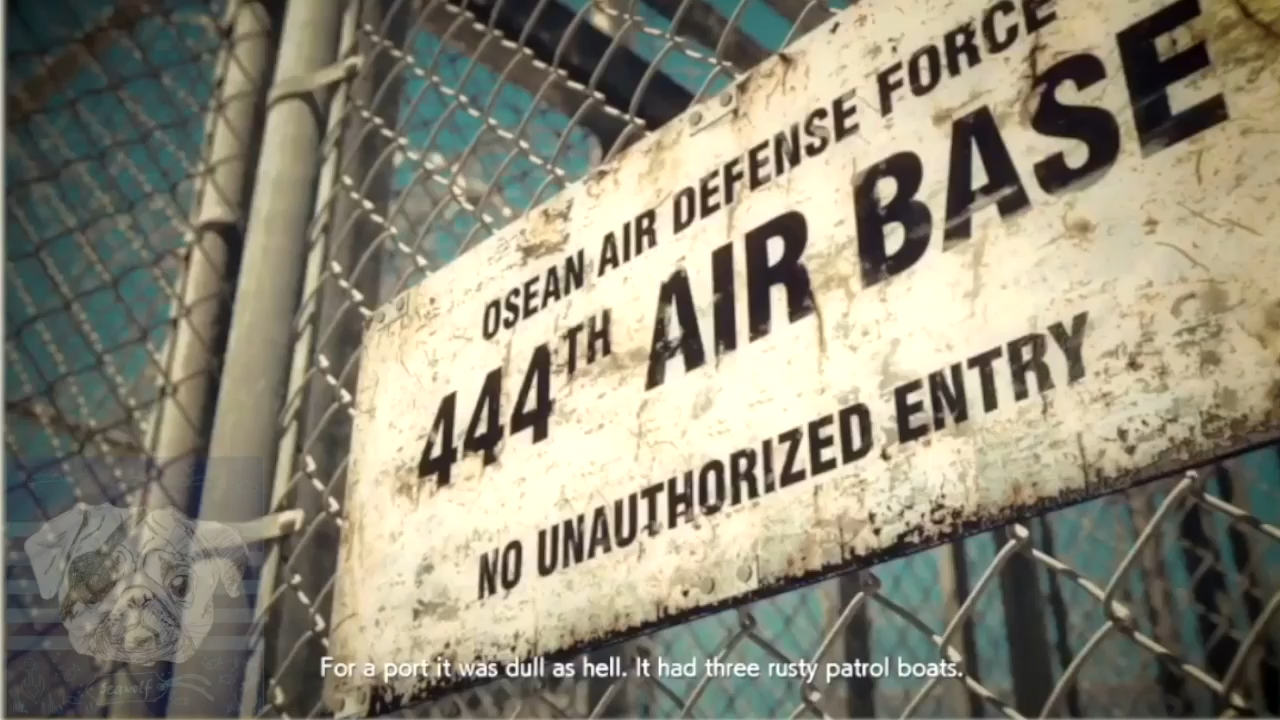 OSEAN AIR DEFENSE FORCE
444TH AIR BASE
NO UNAUTHORIZED ENTRY
For a port it was dull as hell. It had three rusty patrol boats.
Seawolf